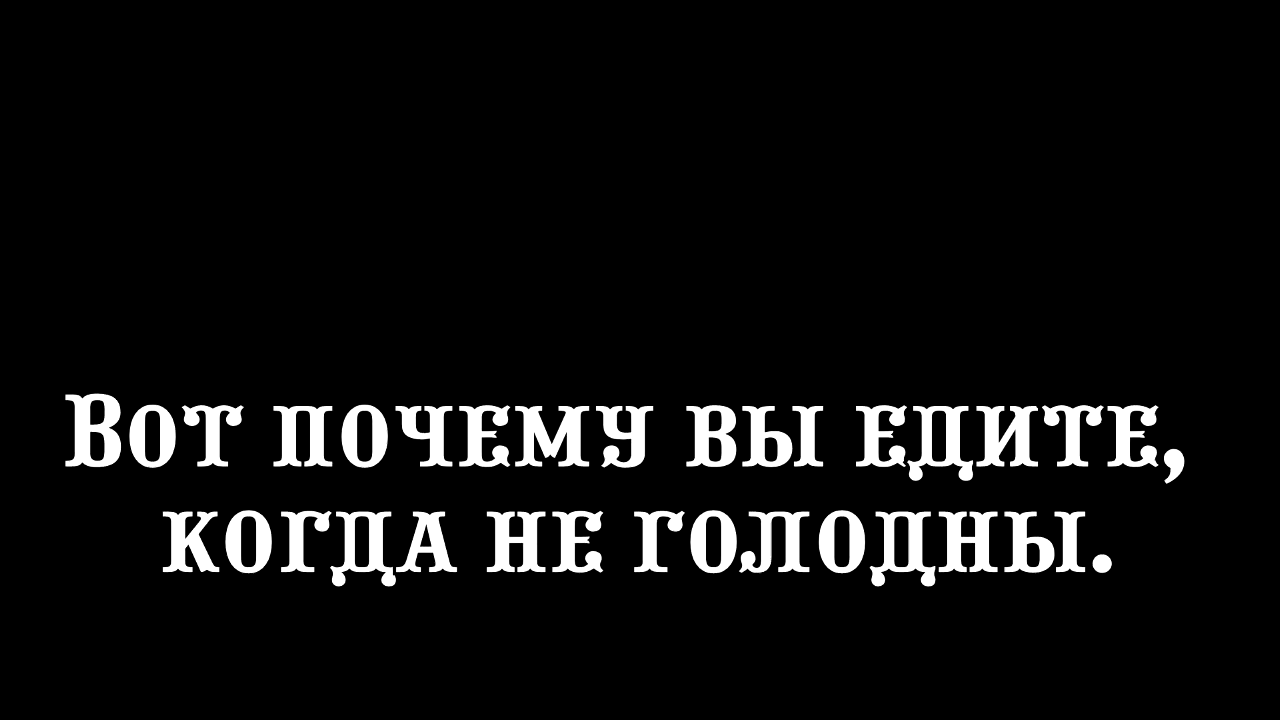 Вот почему вы едите,
когда не голодны.